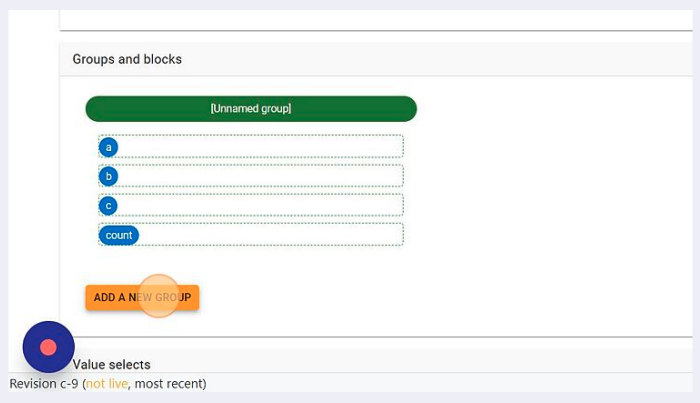 Groups and blocks
[Unnamed group]
a
b
c
count
ADD A NEW GROUP
Value selects
Revision c-9 (not live, most recent)